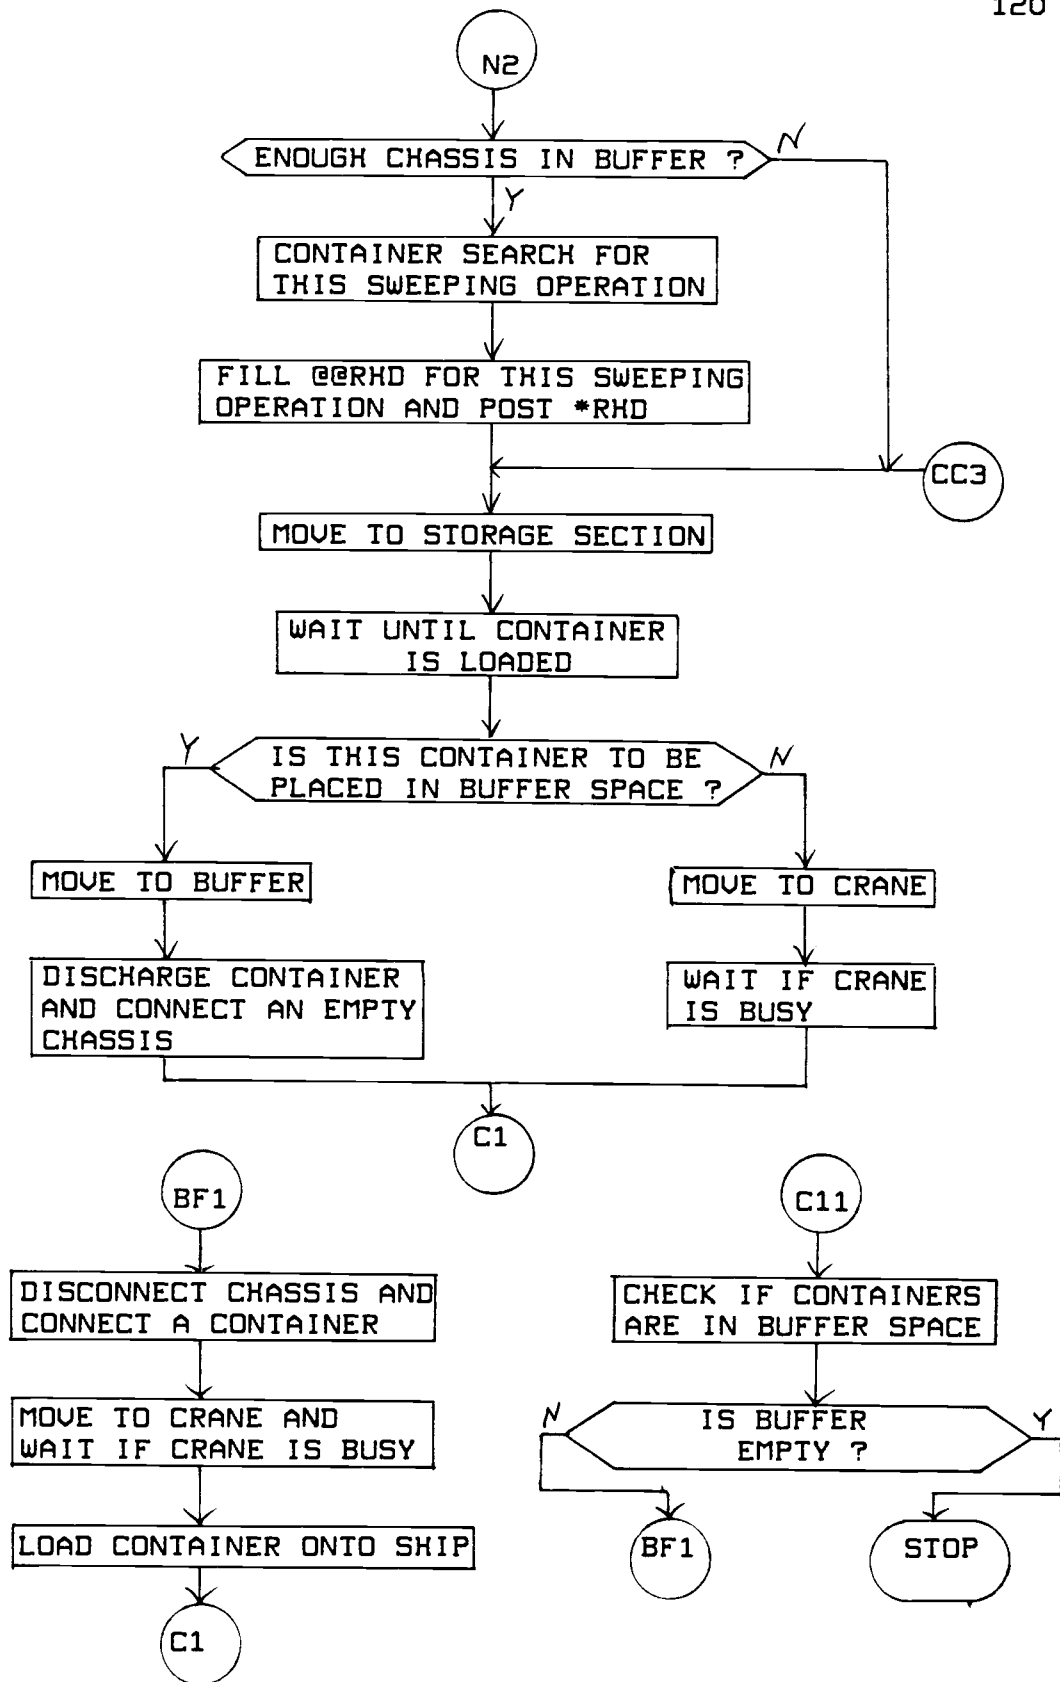 120
N2
ENOUGH CHASSIS IN BUFFER ?
N
Y
CONTAINER SEARCH FOR
THIS SWEEPING OPERATION
FILL @@RHD FOR THIS SWEEPING
OPERATION AND POST *RHD
CC3
MOVE TO STORAGE SECTION
WAIT UNTIL CONTAINER
IS LOADED
Y
IS THIS CONTAINER TO BE
PLACED IN BUFFER SPACE ?
N
MOVE TO BUFFER
MOVE TO CRANE
DISCHARGE CONTAINER
AND CONNECT AN EMPTY
CHASSIS
WAIT IF CRANE
IS BUSY
C1
BF1
C11
DISCONNECT CHASSIS AND
CONNECT A CONTAINER
CHECK IF CONTAINERS
ARE IN BUFFER SPACE
MOVE TO CRANE AND
WAIT IF CRANE IS BUSY
N
IS BUFFER
EMPTY ?
Y
LOAD CONTAINER ONTO SHIP
BF1
STOP
C1